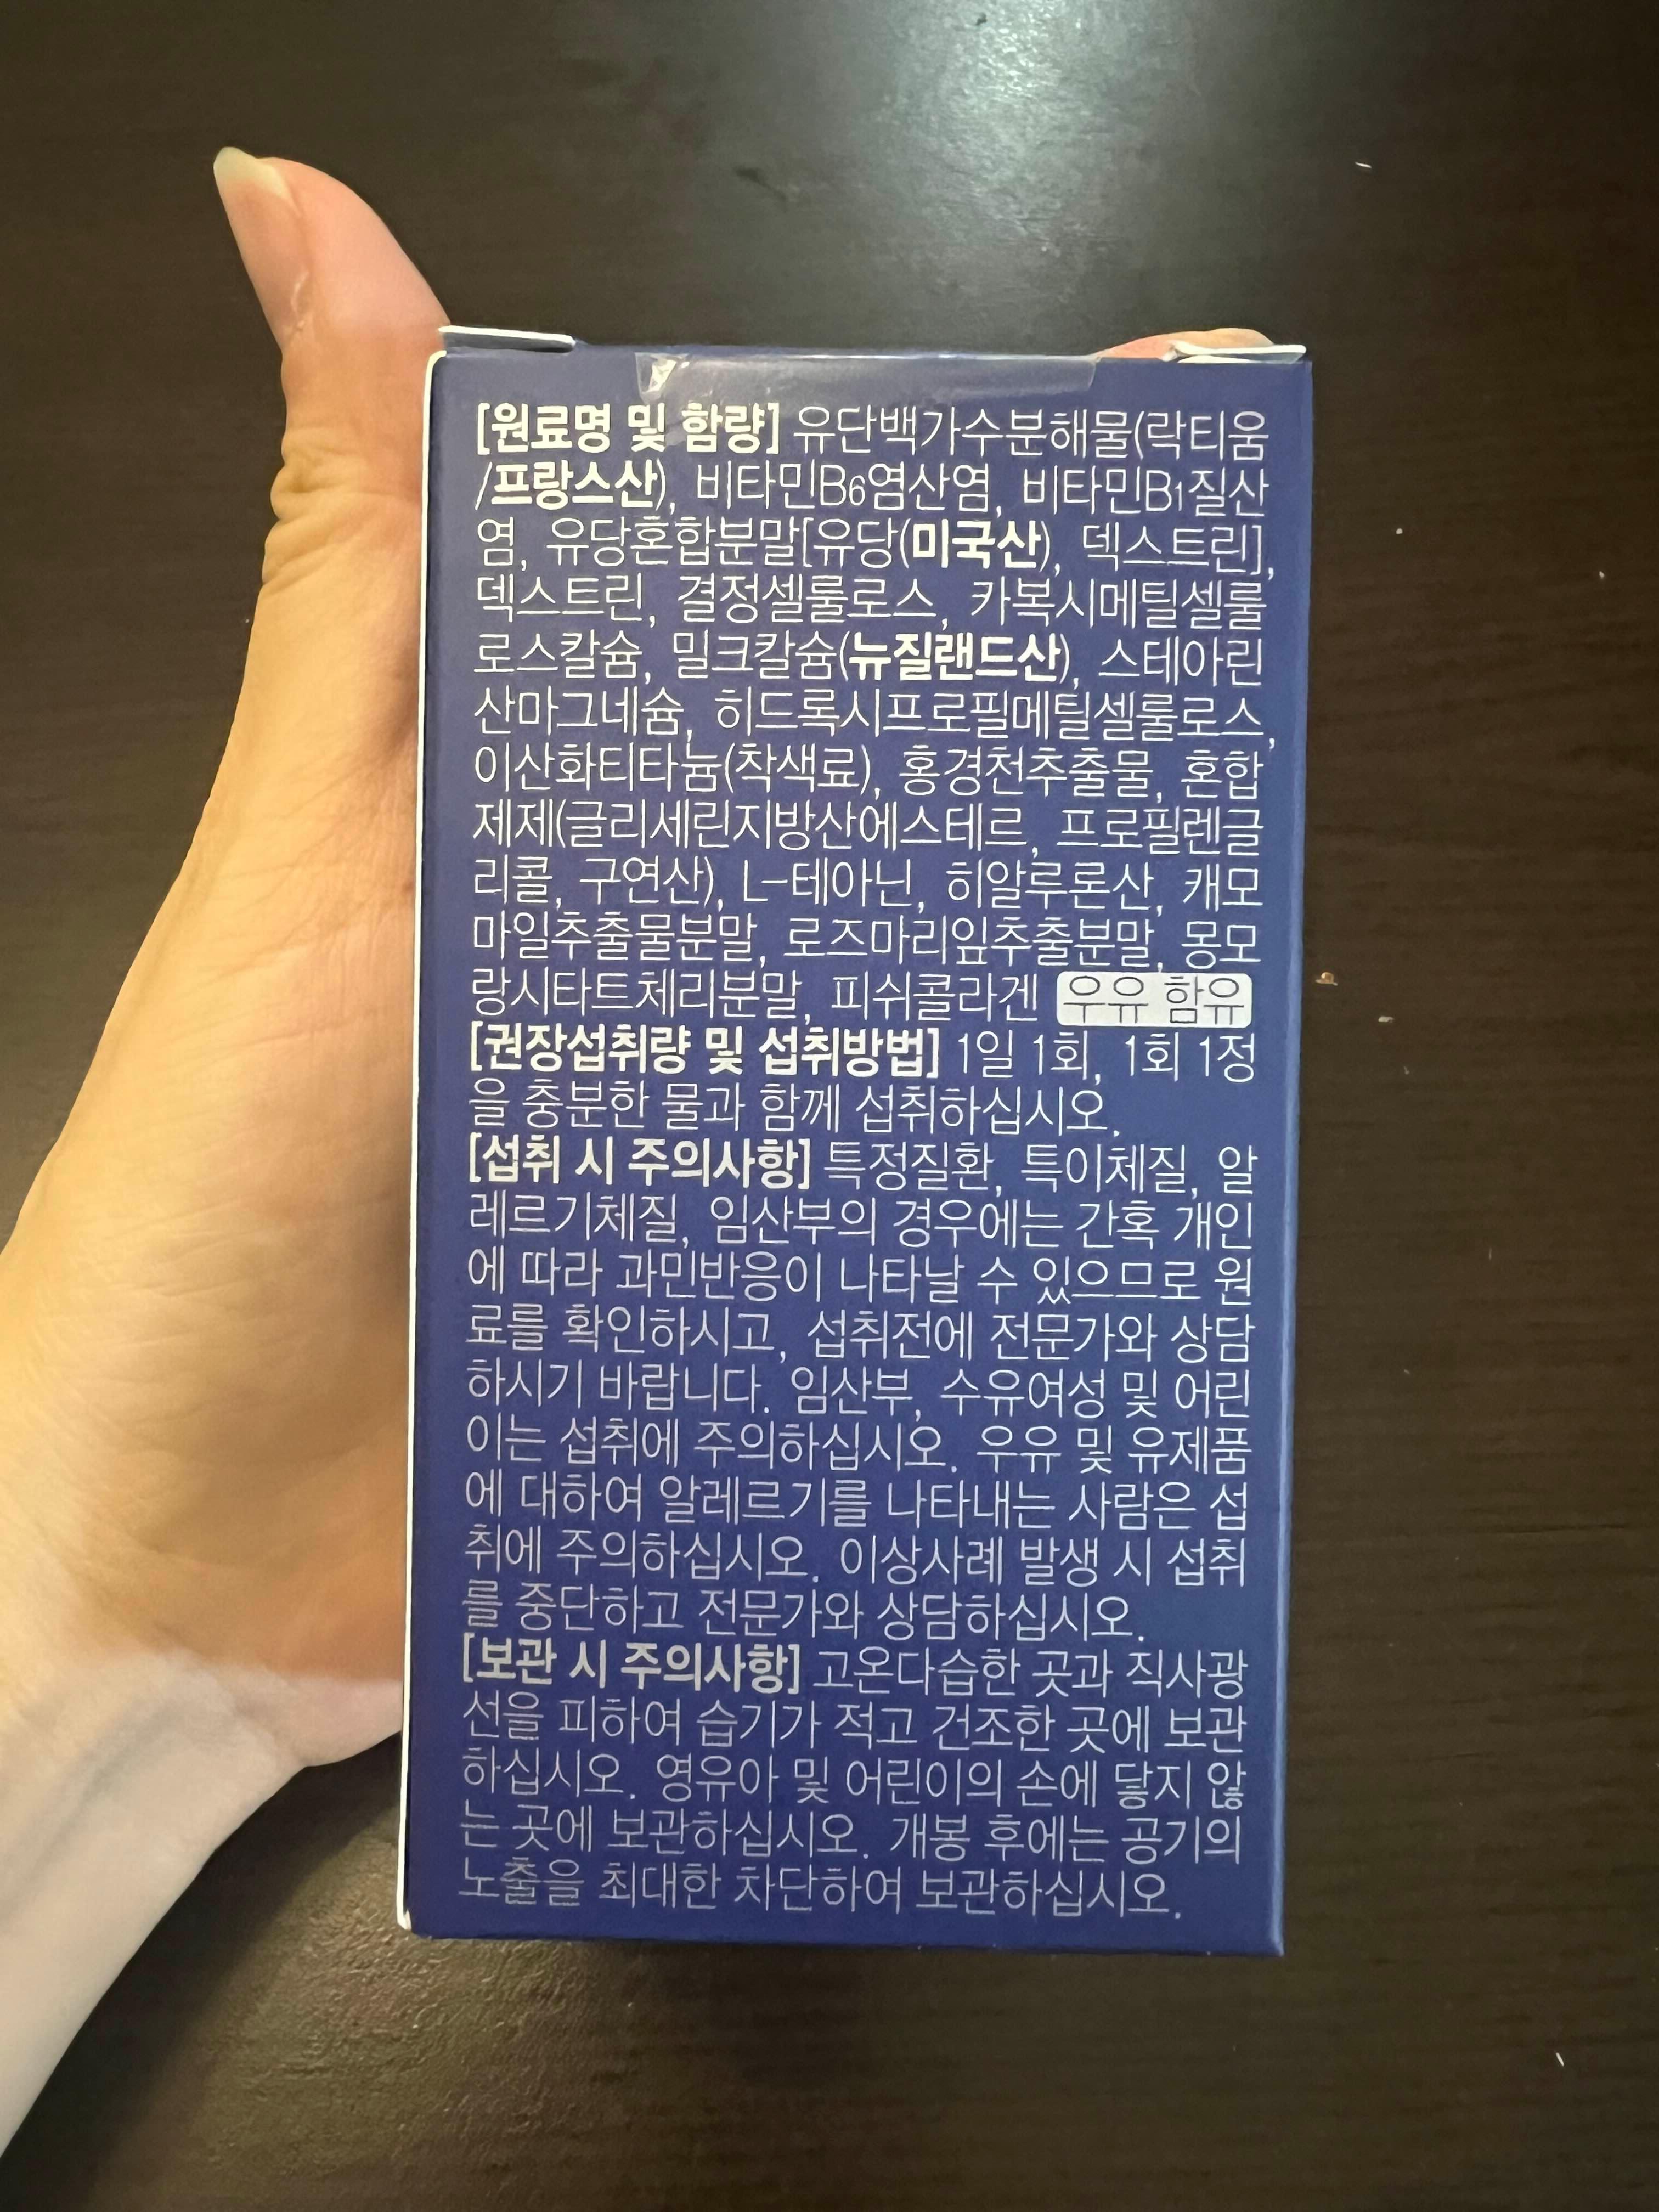 [원료명 및 함량] 유단백가수분해물(락티움
/프랑스산), 비타민B6염산염, 비타민B1질산
염, 유당혼합분말[유당(미국산), 덱스트린],
덱스트린, 결정셀룰로스, 카복시메틸셀룰
로스칼슘, 밀크칼슘(뉴질랜드산), 스테아린
산마그네슘, 히드록시프로필메틸셀룰로스,
이산화티타늄(착색료), 홍경천추출물, 혼합
제제(글리세린지방산에스테르, 프로필렌글
리콜, 구연산), L-테아닌, 히알루론산, 캐모
마일추출물분말, 로즈마리잎추출분말, 몽모
랑시타트체리분말, 피쉬콜라겐 우유 함유
[권장섭취량 및 섭취방법] 1일 1회, 1회 1정
을 충분한 물과 함께 섭취하십시오.
[섭취 시 주의사항] 특정질환, 특이체질, 알
레르기체질, 임산부의 경우에는 간혹 개인
에 따라 과민반응이 나타날 수 있으므로 원
료를 확인하시고, 섭취전에 전문가와 상담
하시기 바랍니다. 임산부, 수유여성 및 어린
이는 섭취에 주의하십시오. 우유 및 유제품
에 대하여 알레르기를 나타내는 사람은 섭
취에 주의하십시오. 이상사례 발생 시 섭취
를 중단하고 전문가와 상담하십시오.
[보관 시 주의사항] 고온다습한 곳과 직사광
선을 피하여 습기가 적고 건조한 곳에 보관
하십시오. 영유아 및 어린이의 손에 닿지 않
는 곳에 보관하십시오. 개봉 후에는 공기의
노출을 최대한 차단하여 보관하십시오.